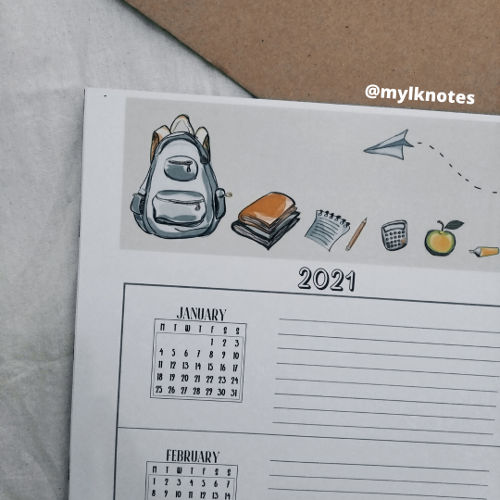 @mylknotes
2021
JANUARY
M T W T F S S
1 2 3
4 5 6 7 8 9 10
11 12 13 14 15 16 17
18 19 20 21 22 23 24
25 26 27 28 29 30 31
FEBRUARY
M T W T F S S
1 2 3 4 5 6 7
8 9 10 11 12 13 14